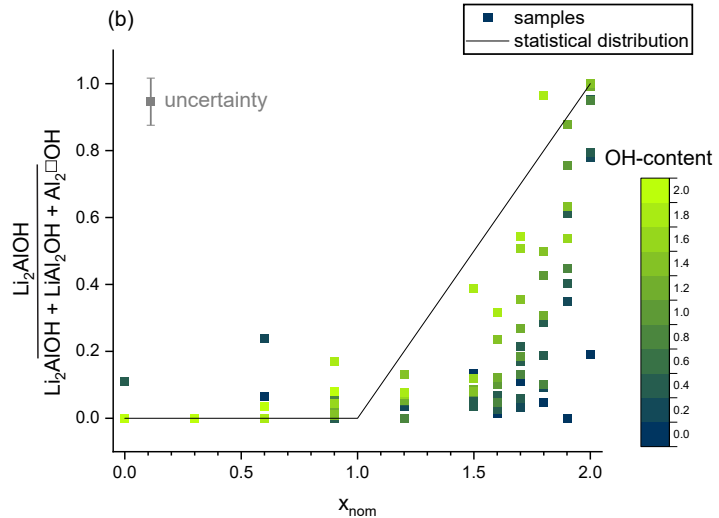 (b)
samples
statistical distribution
uncertainty
Li₂AlOH
Li₂AlOH + LiAl₂OH + Al₂□OH
1.0
0.8
0.6
0.4
0.2
0.0
0.0 0.5 1.0 1.5 2.0
xnom
OH-content
2.0
1.8
1.6
1.4
1.2
1.0
0.8
0.6
0.4
0.2
0.0